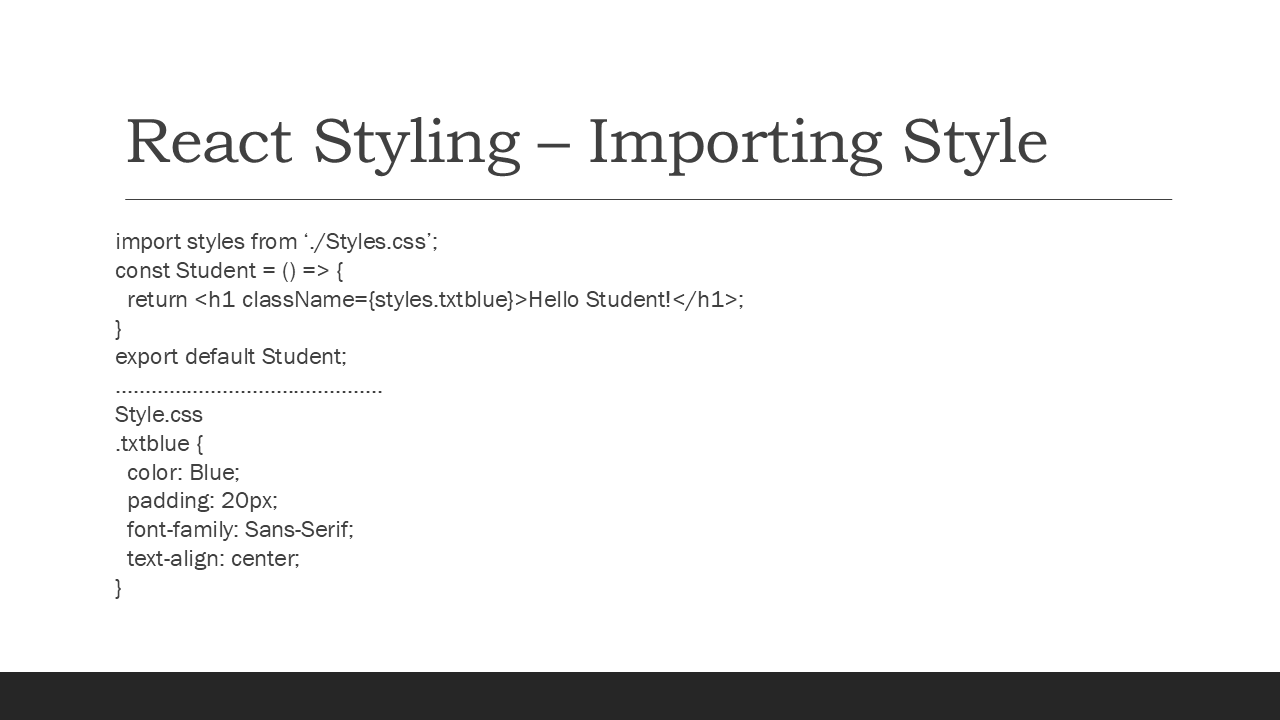 React Styling – Importing Style
import styles from ‘./Styles.css’;
const Student = () => {
  return <h1 className={styles.txtblue}>Hello Student!</h1>;
}
export default Student;
………………………………………
Style.css
.txtblue {
  color: Blue;
  padding: 20px;
  font-family: Sans-Serif;
  text-align: center;
}